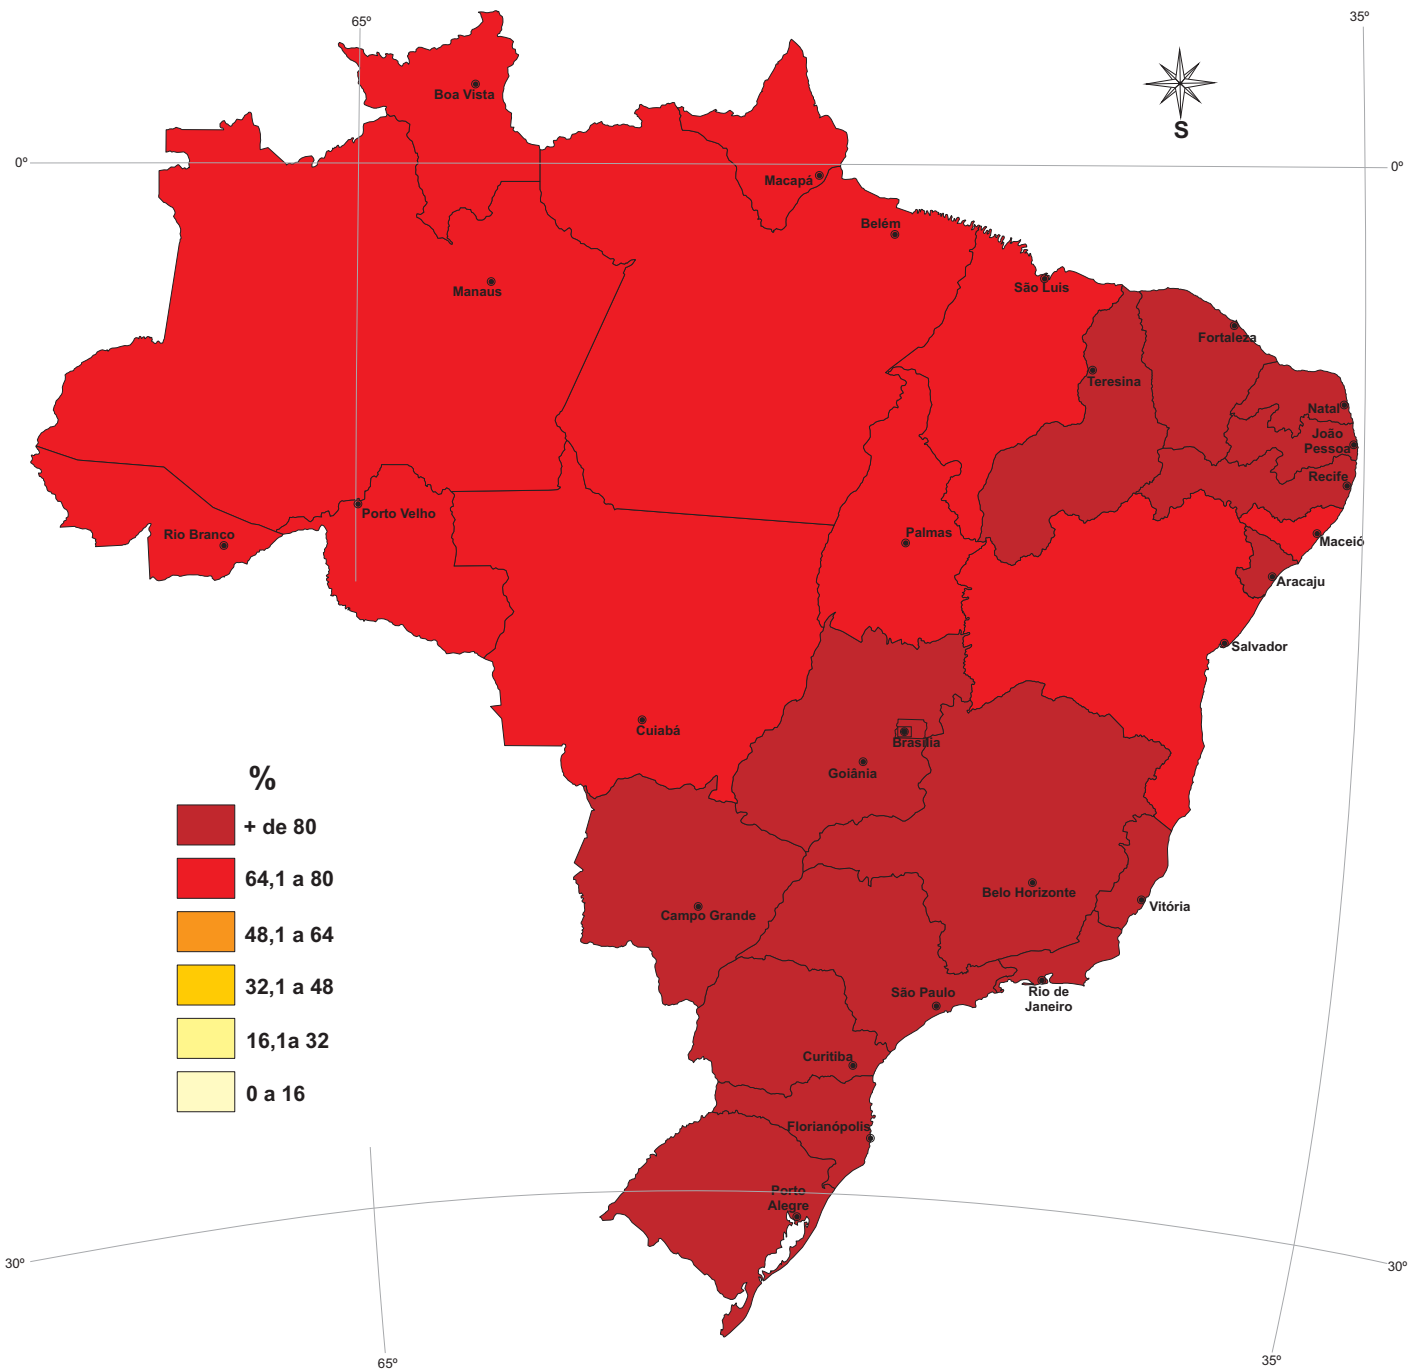 65º
35º
Boa Vista
S
0º
0º
Macapá
Belém
Manaus
São Luis
Fortaleza
Teresina
Natal
João
Pessoa
Recife
Porto Velho
Rio Branco
Palmas
Maceió
Aracaju
Salvador
Cuiabá
Brasília
Goiânia
%
+ de 80
64,1 a 80
48,1 a 64
32,1 a 48
16,1a 32
0 a 16
Belo Horizonte
Campo Grande
Vitória
São Paulo
Rio de
Janeiro
Curitiba
Florianópolis
Porto
Alegre
30º
30º
65º
35º